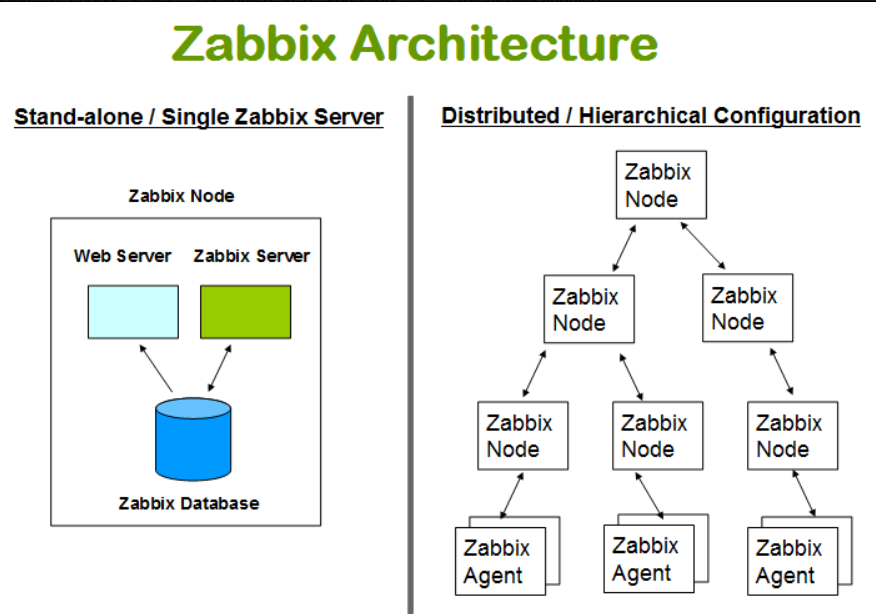 Zabbix Architecture
Stand-alone / Single Zabbix Server
Zabbix Node
Web Server
Zabbix Server
Zabbix Database
Distributed / Hierarchical Configuration
Zabbix
Node
Zabbix
Node
Zabbix
Node
Zabbix
Node
Zabbix
Node
Zabbix
Node
Zabbix
Agent
Zabbix
Agent
Zabbix
Agent